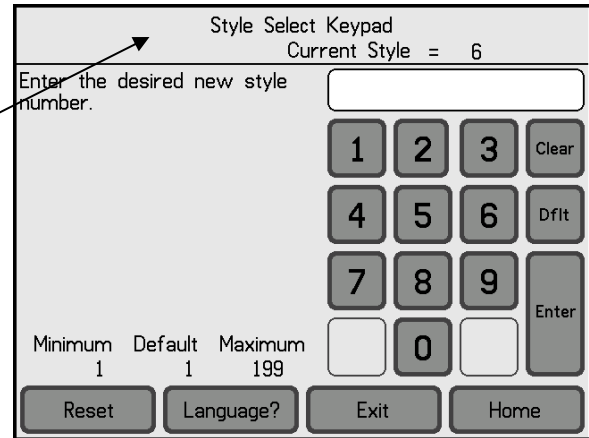 Style Select Keypad
Current Style = 6
Enter the desired new style
number.
1 2 3 Clear
4 5 6 Dflt
7 8 9
Enter
0
Minimum Default Maximum
1 1 199
Reset Language? Exit Home